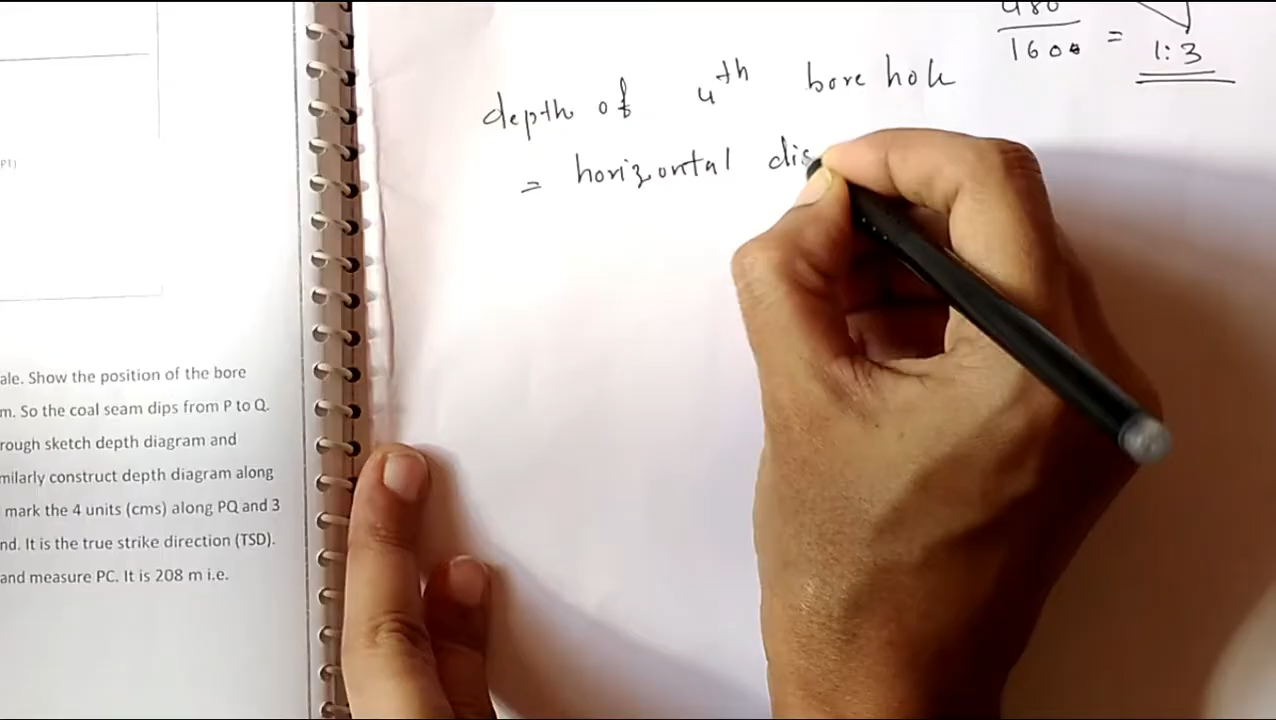 PT)
ale. Show the position of the bore
m. So the coal seam dips from P to Q.
rough sketch depth diagram and
milarly construct depth diagram along
mark the 4 units (cms) along PQ and 3
nd. It is the true strike direction (TSD).
and measure PC. It is 208 m i.e.
480
1600 = 1:3
depth of 4th bore hole
= horizontal dis